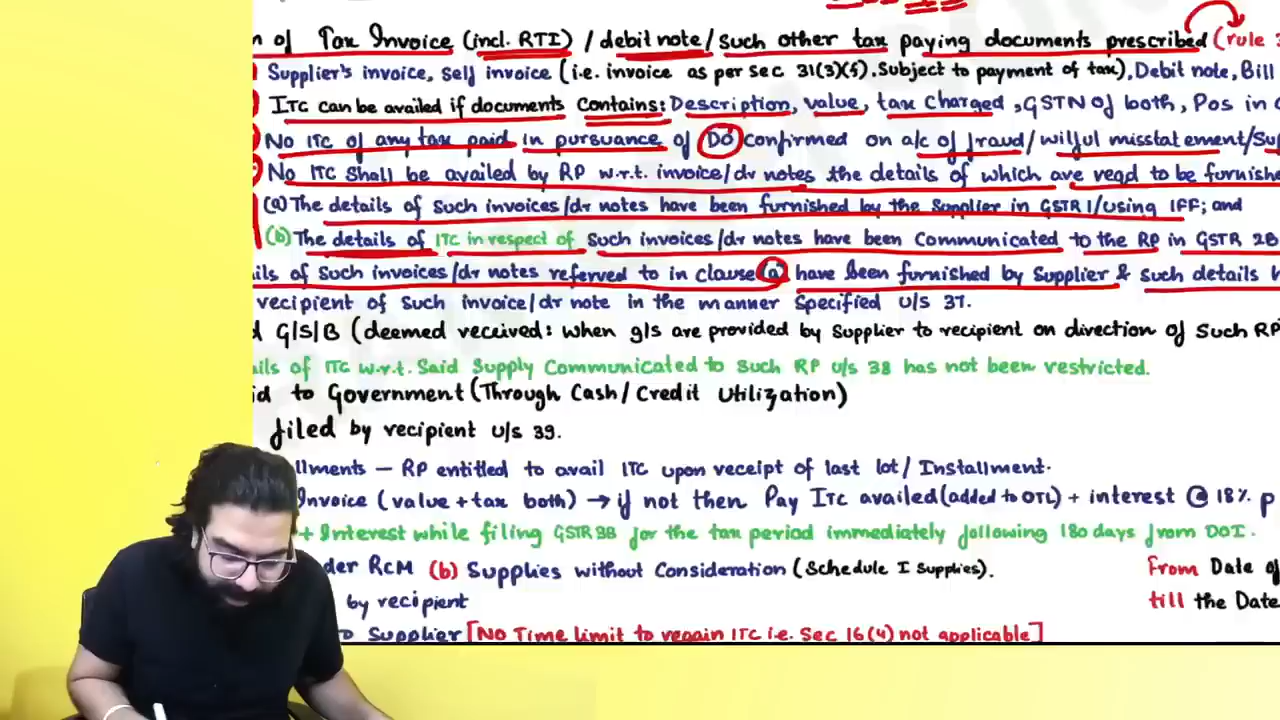 n of Tax Invoice (incl. RTI) / debit note / such other tax paying documents prescribed (rule 3
Supplier's invoice, self invoice (i.e. invoice as per sec 31(3)(f). Subject to payment of tax), Debit note, Bill
ITC can be availed if documents contains: Description, value, tax charged, GSTN of both, Pos in c
No ITC of any tax paid in pursuance of DO confirmed on a/c of fraud/ wilful misstatement/Sup
No ITC shall be availed by RP w.r.t. invoice/dr notes the details of which are reqd to be furnishe
(a) The details of such invoices/dr notes have been furnished by the supplier in GSTR 1/using IFF; and
(b) The details of ITC in respect of such invoices/dr notes have been communicated to the RP in GSTR 2B
ils of such invoices/dr notes referred to in clause (a) have been furnished by supplier & such details h
recipient of such invoice/dr note in the manner specified u/s 37.
d G/S/B (deemed received: when g/s are provided by supplier to recipient on direction of such RP
ils of ITC w.r.t. said supply communicated to such RP u/s 38 has not been restricted.
id to Government (Through Cash/Credit Utilization)
filed by recipient u/s 39.
llments – RP entitled to avail ITC upon receipt of last lot/ Installment.
Invoice (value + tax both) → if not then Pay ITC availed (added to OTL) + interest @ 18% p
+ Interest while filing GSTR 3B for the tax period immediately following 180 days from DOI.
der RCM (b) Supplies without Consideration (Schedule I Supplies). From Date of
by recipient till the Date
o Supplier [No Time limit to regain ITC i.e. Sec 16(4) not applicable]